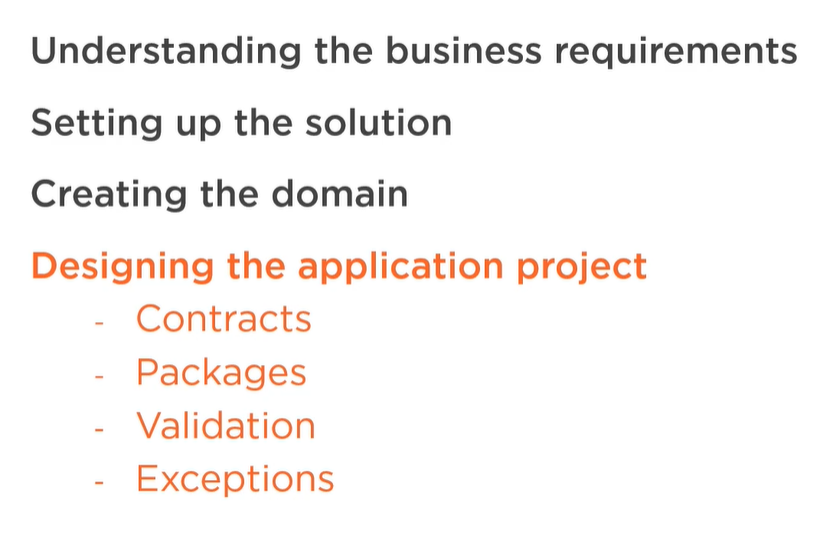 Understanding the business requirements
Setting up the solution
Creating the domain
Designing the application project
- Contracts
- Packages
- Validation
- Exceptions